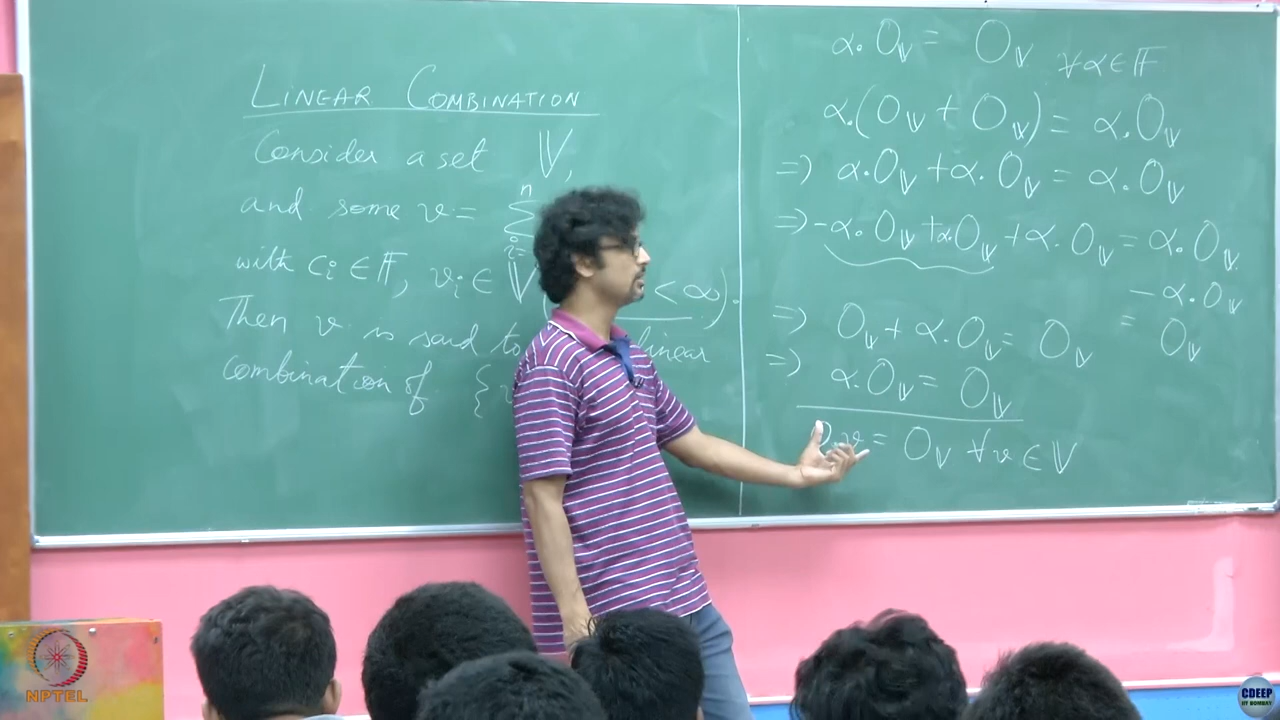 LINEAR COMBINATION
Consider a set 𝕍,
and some v = Σ n i=
with cᵢ ∈ 𝔽, vᵢ ∈ 𝕍 ( < ∞).
Then v is said to linear
combination of {
α·0_𝕍 = 0_𝕍 ∀ α ∈ 𝔽
α·(0_𝕍 + 0_𝕍) = α·0_𝕍
⇒) α·0_𝕍 + α·0_𝕍 = α·0_𝕍
⇒) -α·0_𝕍 + α·0_𝕍 + α·0_𝕍 = α·0_𝕍
-α·0_𝕍
= 0_𝕍
⇒) 0_𝕍 + α·0_𝕍 = 0_𝕍
⇒) α·0_𝕍 = 0_𝕍
v = 0_𝕍 ∀ v ∈ 𝕍
NPTEL
CDEEP
IIT BOMBAY